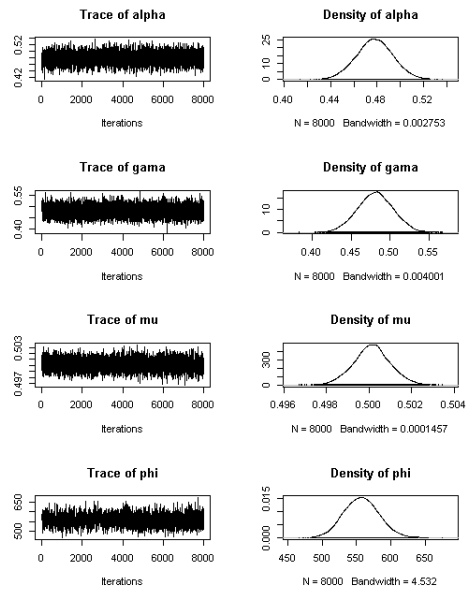 Trace of alpha
0.42 0.52
0 2000 4000 6000 8000
Iterations
Density of alpha
0 10 25
0.40 0.44 0.48 0.52
N = 8000 Bandwidth = 0.002753
Trace of gama
0.40 0.55
0 2000 4000 6000 8000
Iterations
Density of gama
0 10
0.40 0.45 0.50 0.55
N = 8000 Bandwidth = 0.004001
Trace of mu
0.497 0.503
0 2000 4000 6000 8000
Iterations
Density of mu
0 300
0.496 0.498 0.500 0.502 0.504
N = 8000 Bandwidth = 0.0001457
Trace of phi
500 650
0 2000 4000 6000 8000
Iterations
Density of phi
0.000 0.015
450 500 550 600 650
N = 8000 Bandwidth = 4.532